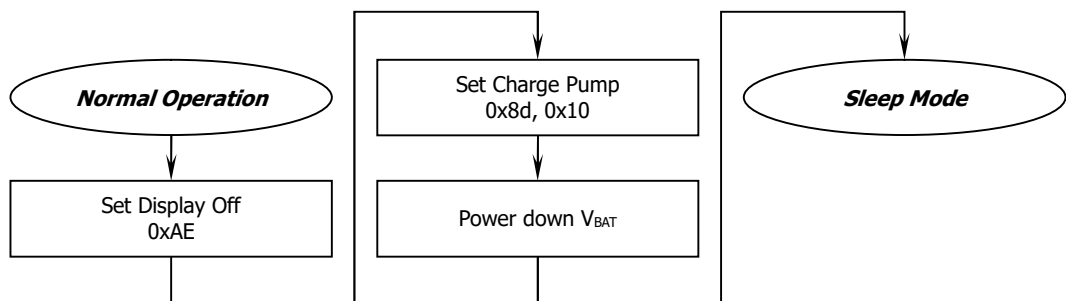 Normal Operation
Set Display Off
0xAE
Set Charge Pump
0x8d, 0x10
Power down VBAT
Sleep Mode